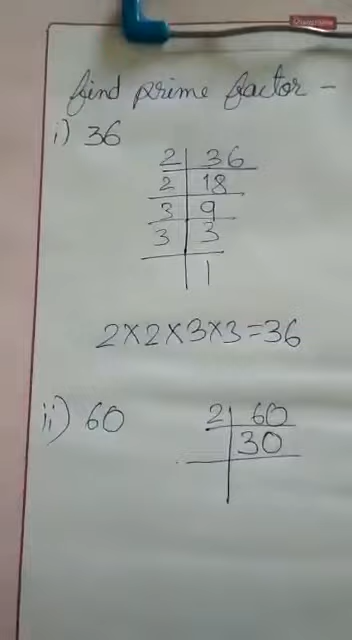 find prime factor -
i) 36
2 | 36
2 | 18
3 | 9
3 | 3
| 1
2×2×3×3=36
ii) 60
2 | 60
| 30